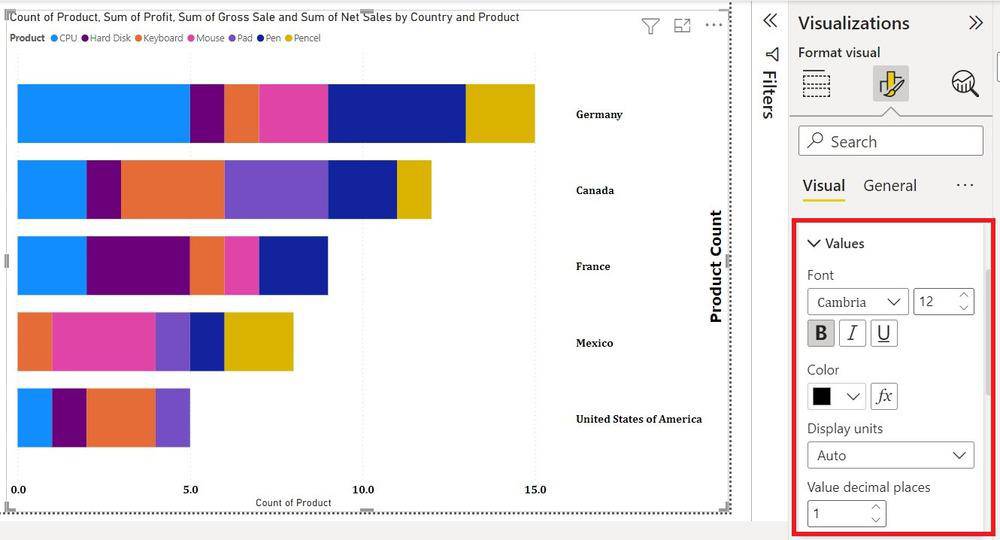 Count of Product, Sum of Profit, Sum of Gross Sale and Sum of Net Sales by Country and Product
Product CPU Hard Disk Keyboard Mouse Pad Pen Pencel
Germany
Canada
France
Mexico
United States of America
Product Count
0.0 5.0 10.0 15.0
Count of Product
Filters
Visualizations
Format visual
Search
Visual General
Values
Font
Cambria 12
B I U
Color
fx
Display units
Auto
Value decimal places
1